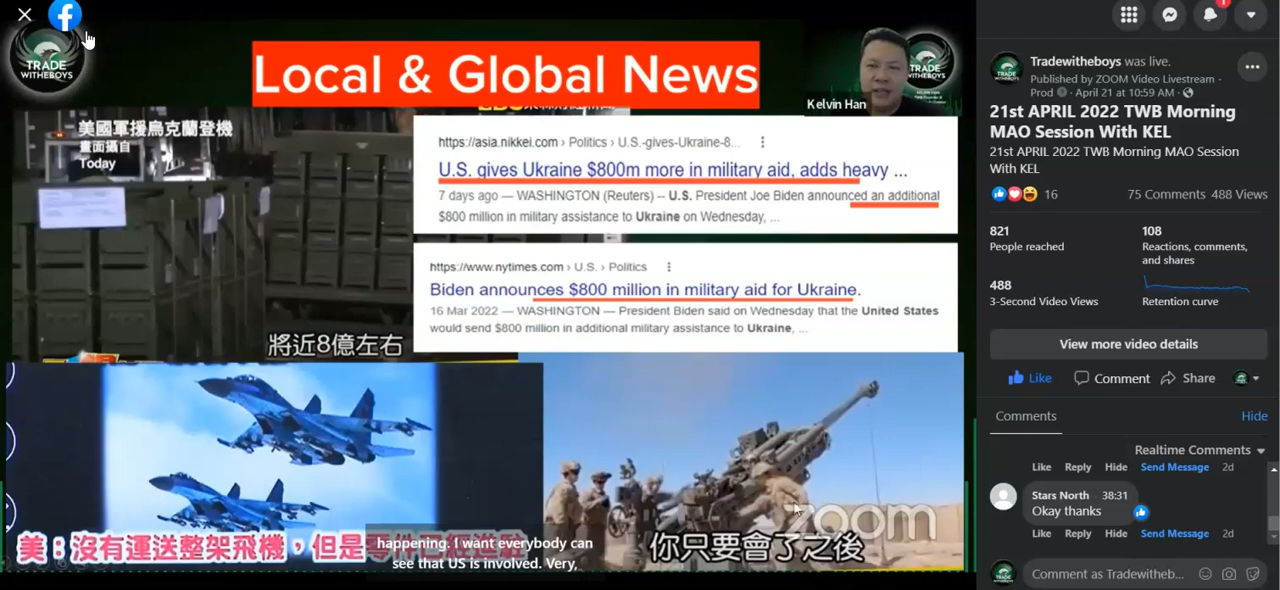 TRADE
WITHEBOYS
Local & Global News
TRADE
WITHEBOYS
Kelvin Han
美國軍援烏克蘭登機
畫面攝自
Today
將近8億左右
https://asia.nikkei.com › Politics › U.S.-gives-Ukraine-8...
U.S. gives Ukraine $800m more in military aid, adds heavy ...
7 days ago — WASHINGTON (Reuters) -- U.S. President Joe Biden announced an additional
$800 million in military assistance to Ukraine on Wednesday, ...
https://www.nytimes.com › U.S. › Politics
Biden announces $800 million in military aid for Ukraine.
16 Mar 2022 — WASHINGTON — President Biden said on Wednesday that the United States
would send $800 million in additional military assistance to Ukraine, ...
美：沒有運送整架飛機，但是
happening. I want everybody can
see that US is involved. Very,
zoom
你只要會了之後
1
Tradewitheboys was live.
Published by ZOOM Video Livestream -
Prod · April 21 at 10:59 AM ·
21st APRIL 2022 TWB Morning
MAO Session With KEL
21st APRIL 2022 TWB Morning MAO Session
With KEL
16 75 Comments 488 Views
821
People reached
108
Reactions, comments,
and shares
488
3-Second Video Views
Retention curve
View more video details
Like Comment Share
Comments Hide
Realtime Comments
Like Reply Hide Send Message 2d
Stars North · 38:31
Okay thanks
Like Reply Hide Send Message 2d
Comment as Tradewitheb...